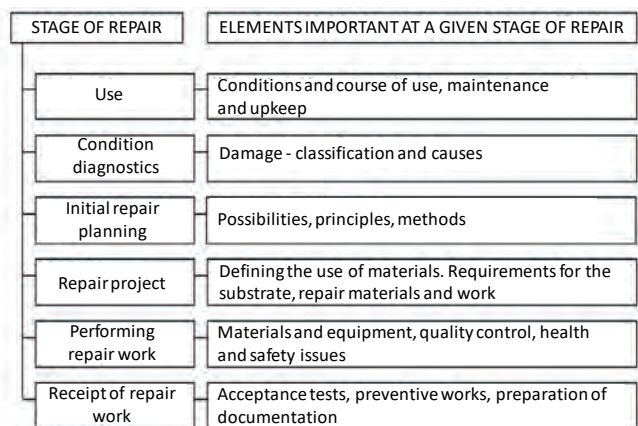 STAGE OF REPAIR
ELEMENTS IMPORTANT AT A GIVEN STAGE OF REPAIR
Use
Conditions and course of use, maintenance
and upkeep
Condition
diagnostics
Damage - classification and causes
Initial repair
planning
Possibilities, principles, methods
Repair project
Defining the use of materials. Requirements for the
substrate, repair materials and work
Performing
repair work
Materials and equipment, quality control, health
and safety issues
Receipt of repair
work
Acceptance tests, preventive works, preparation of
documentation